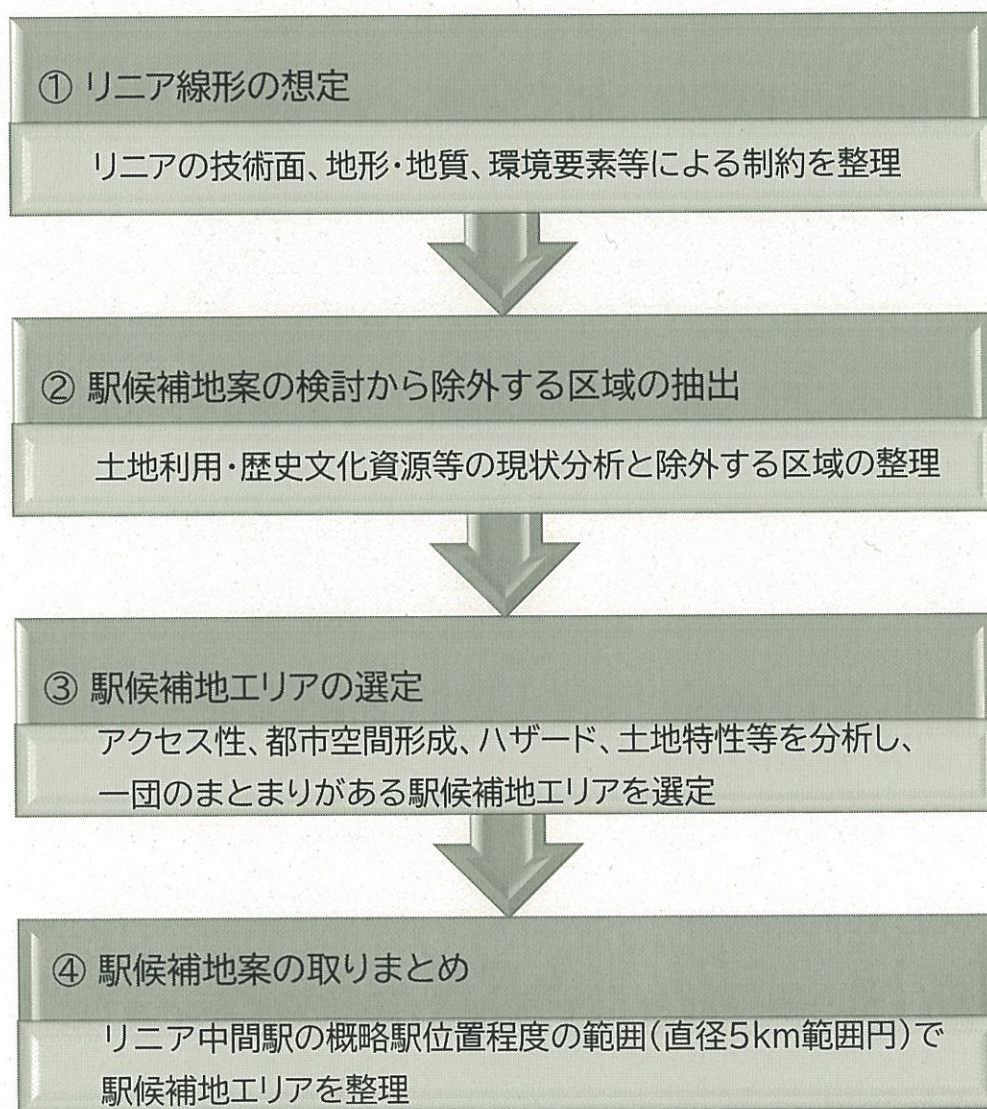 ① リニア線形の想定
リニアの技術面、地形・地質、環境要素等による制約を整理
② 駅候補地案の検討から除外する区域の抽出
土地利用・歴史文化資源等の現状分析と除外する区域の整理
③ 駅候補地エリアの選定
アクセス性、都市空間形成、ハザード、土地特性等を分析し、
一団のまとまりがある駅候補地エリアを選定
④ 駅候補地案の取りまとめ
リニア中間駅の概略駅位置程度の範囲(直径5km範囲円)で
駅候補地エリアを整理